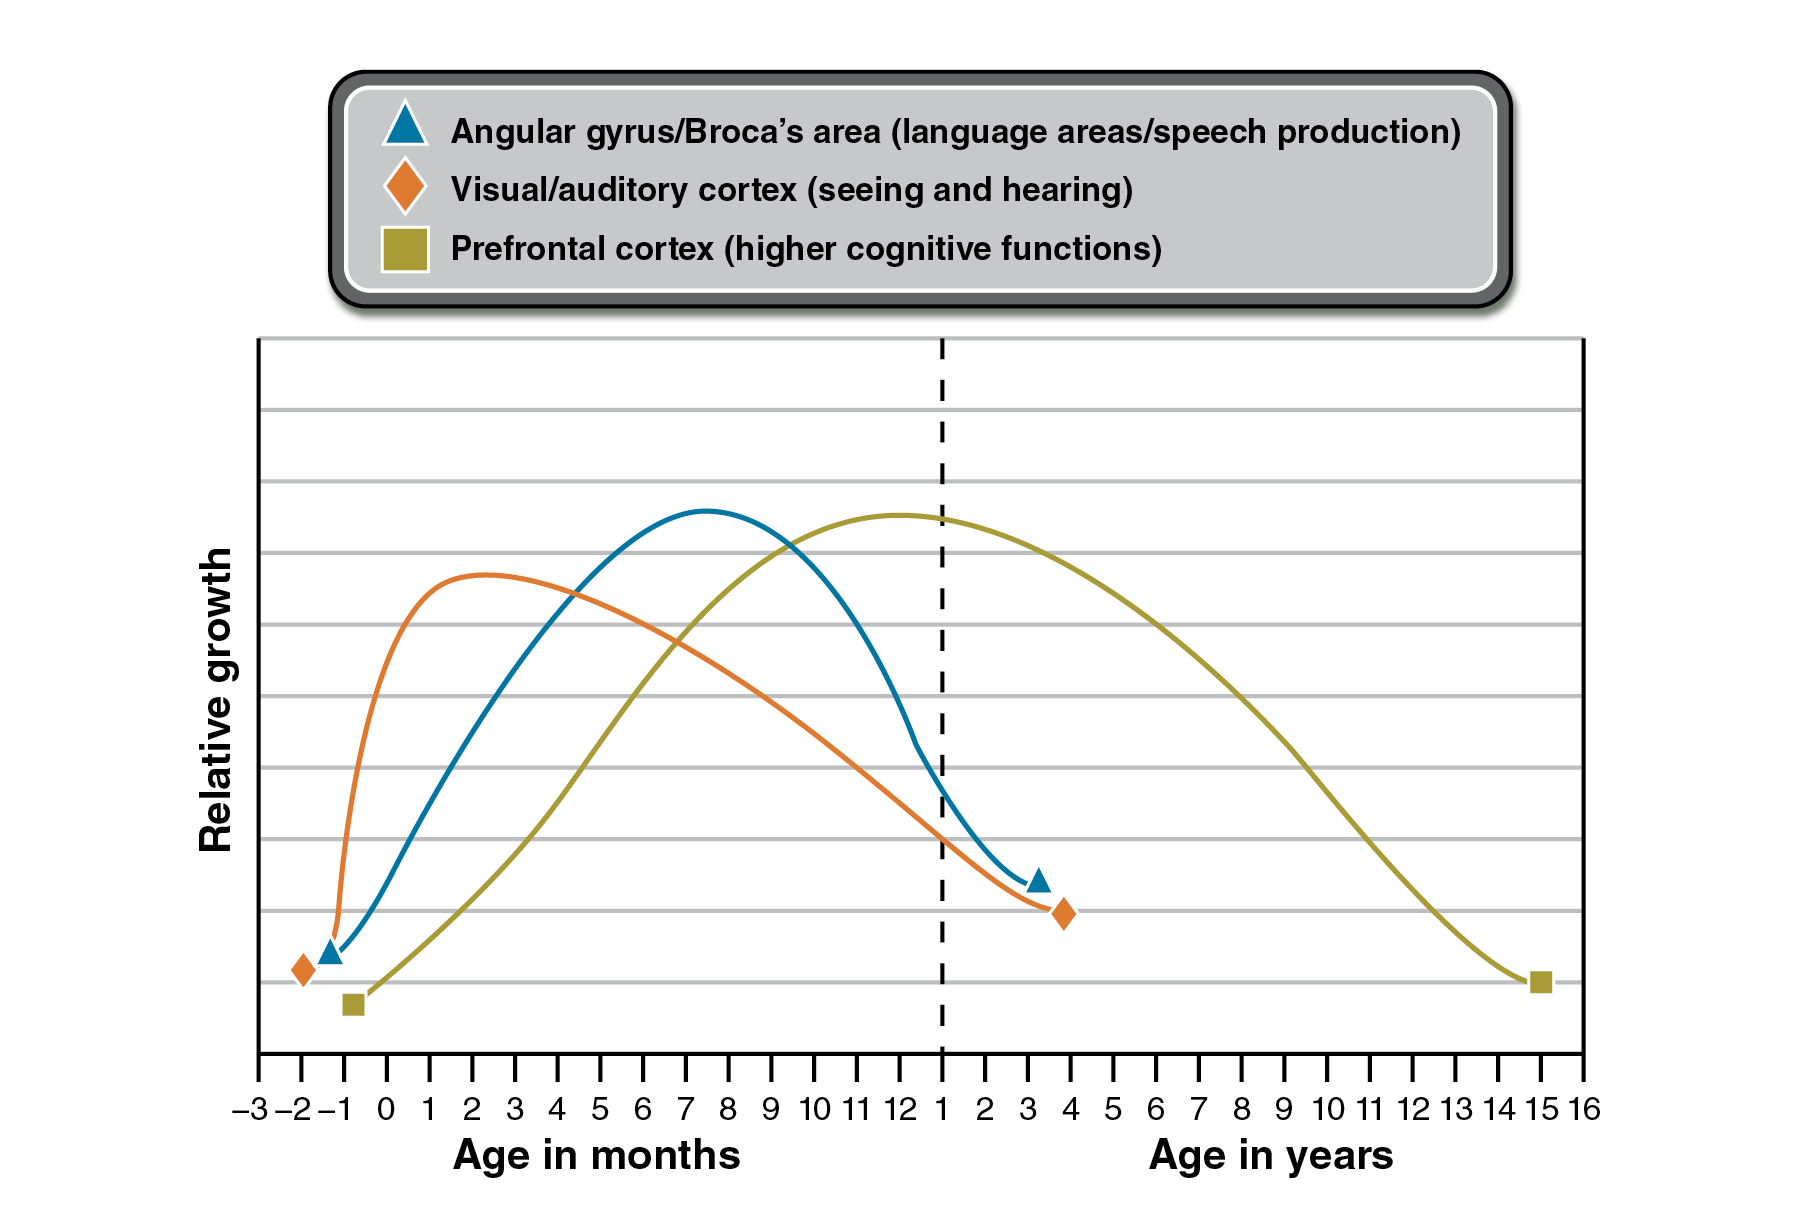 Angular gyrus/Broca’s area (language areas/speech production)
Visual/auditory cortex (seeing and hearing)
Prefrontal cortex (higher cognitive functions)
Relative growth
–3 –2 –1 0 1 2 3 4 5 6 7 8 9 10 11 12 1 2 3 4 5 6 7 8 9 10 11 12 13 14 15 16
Age in months Age in years